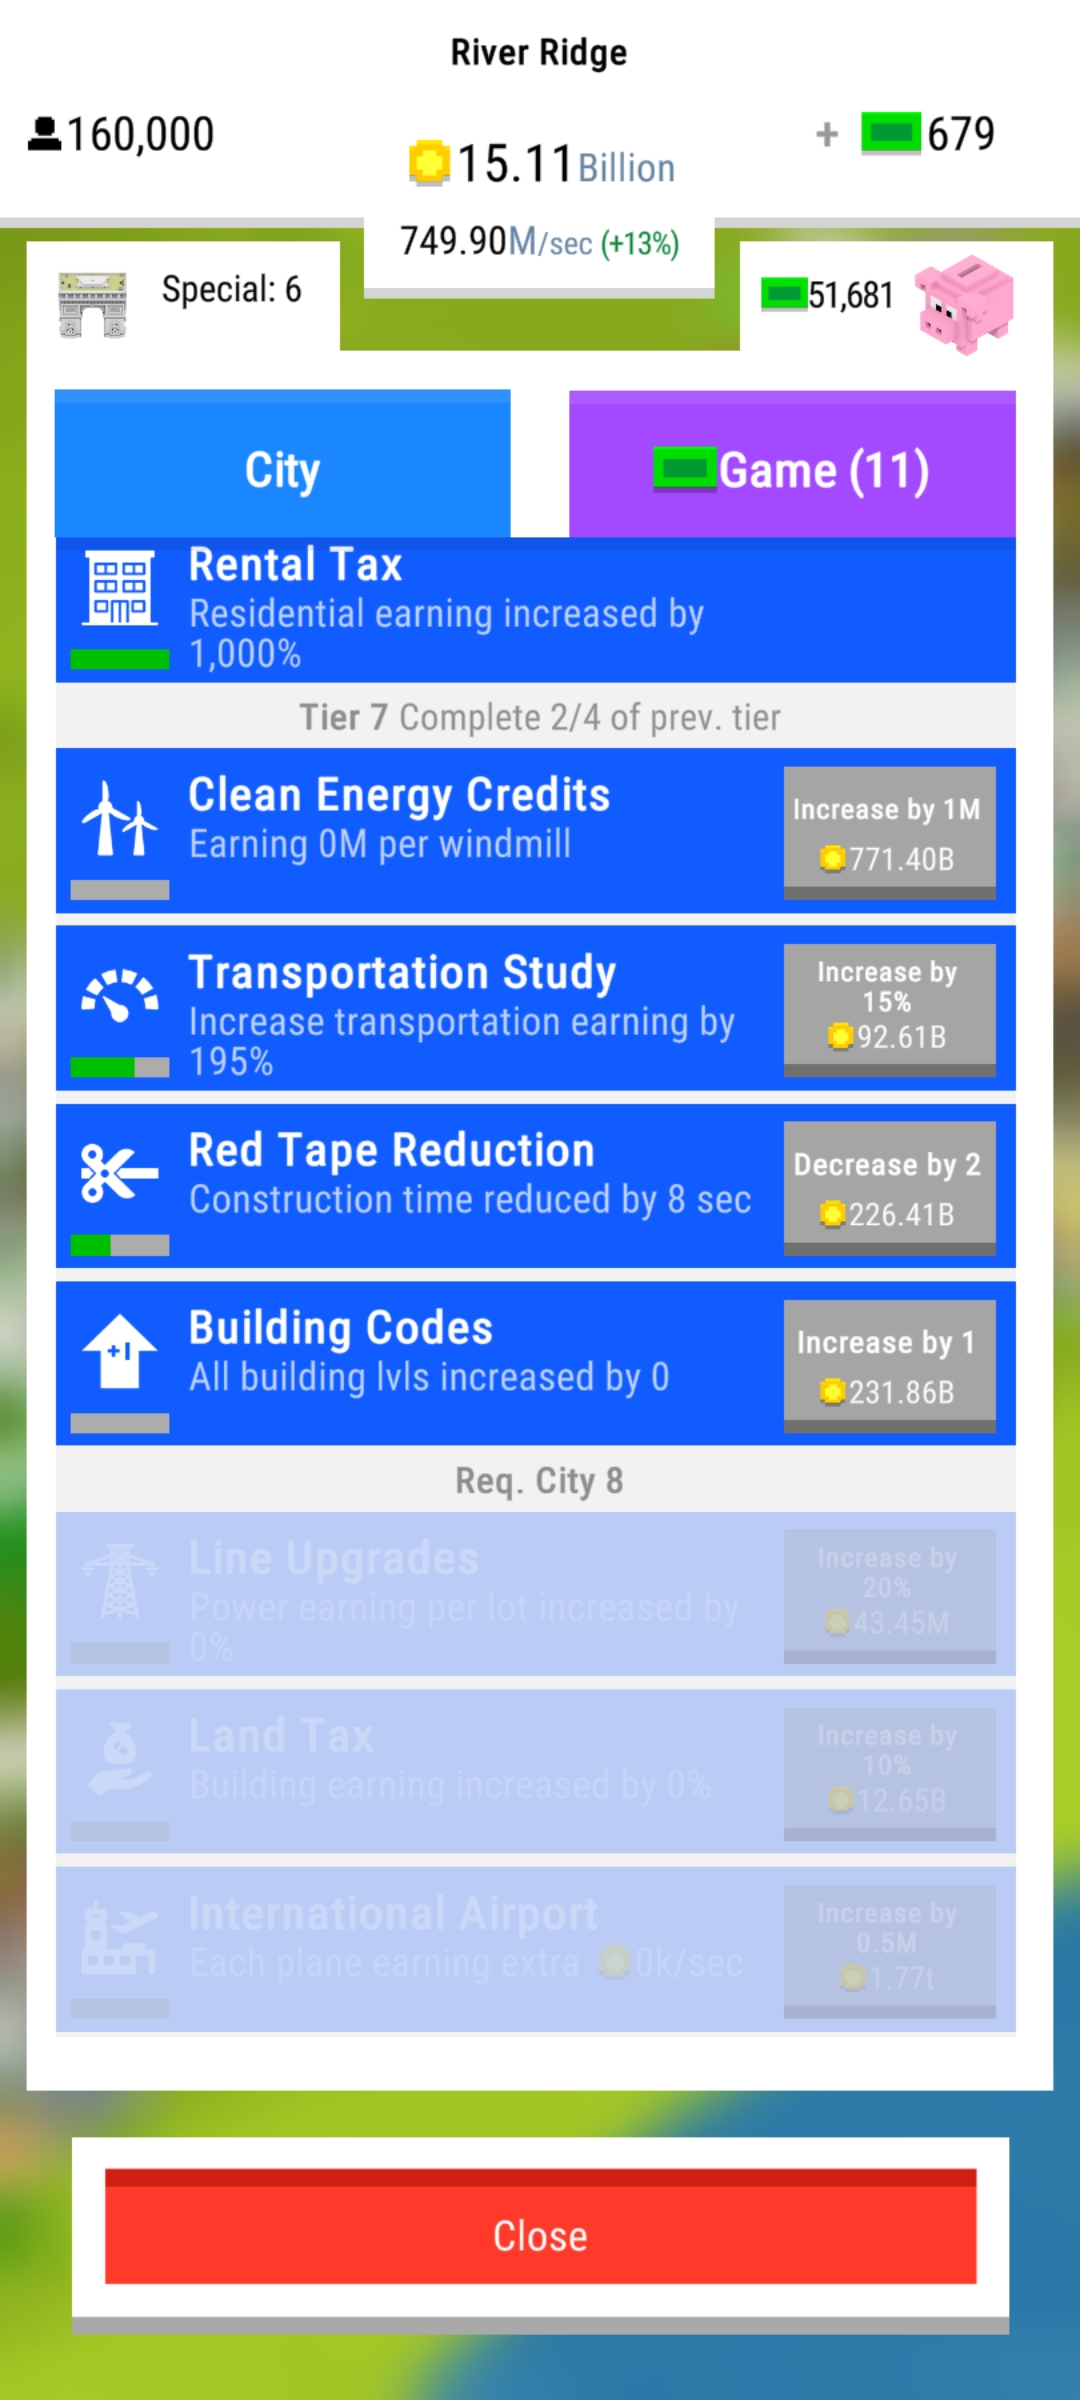 River Ridge
160,000
15.11 Billion
+ 679
749.90M/sec (+13%)
Special: 6
51,681
City
Game (11)
Rental Tax
Residential earning increased by
1,000%
Tier 7 Complete 2/4 of prev. tier
Clean Energy Credits
Earning 0M per windmill
Increase by 1M
771.40B
Transportation Study
Increase transportation earning by
195%
Increase by
15%
92.61B
Red Tape Reduction
Construction time reduced by 8 sec
Decrease by 2
226.41B
+1
Building Codes
All building lvls increased by 0
Increase by 1
231.86B
Req. City 8
Line Upgrades
Power earning per lot increased by
0%
Increase by
20%
43.45M
Land Tax
Building earning increased by 0%
Increase by
10%
12.65B
International Airport
Each plane earning extra 0k/sec
Increase by
0.5M
1.77t
Close